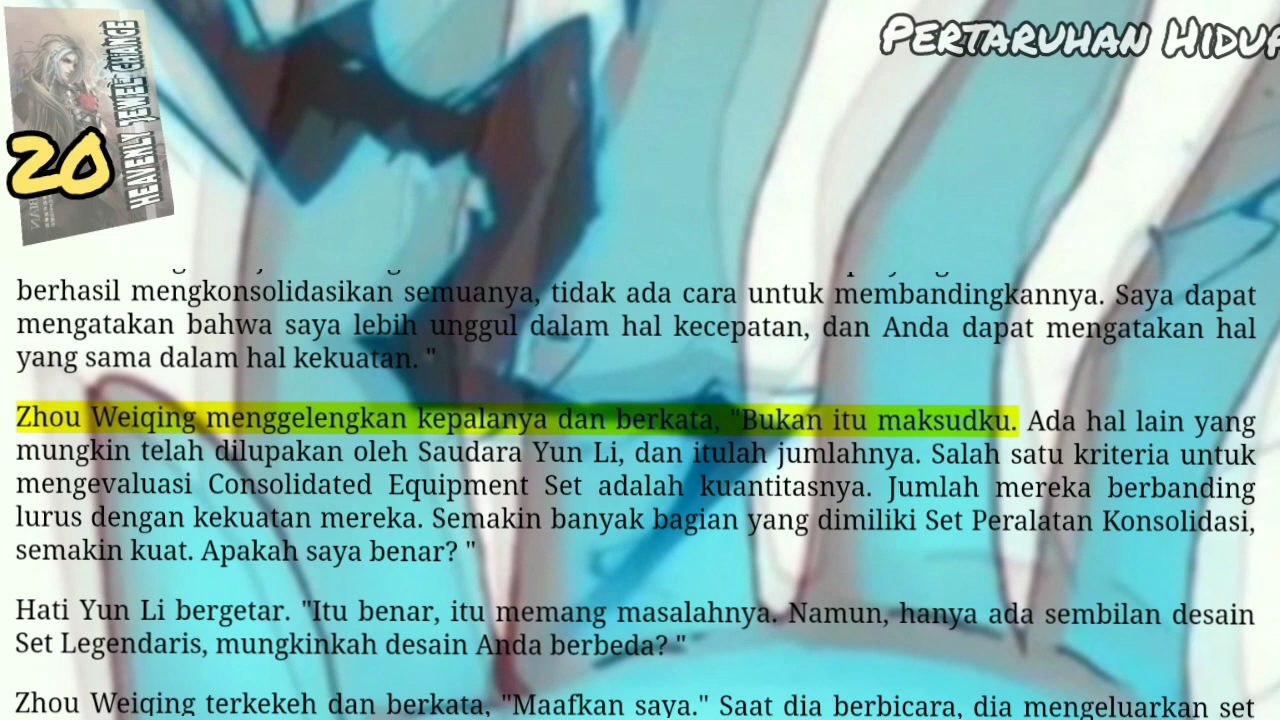 PERTARUHAN HIDUP
HEAVENLY JEWEL CHANGE
20
berhasil mengkonsolidasikan semuanya, tidak ada cara untuk membandingkannya. Saya dapat
mengatakan bahwa saya lebih unggul dalam hal kecepatan, dan Anda dapat mengatakan hal
yang sama dalam hal kekuatan. "
Zhou Weiqing menggelengkan kepalanya dan berkata, "Bukan itu maksudku. Ada hal lain yang
mungkin telah dilupakan oleh Saudara Yun Li, dan itulah jumlahnya. Salah satu kriteria untuk
mengevaluasi Consolidated Equipment Set adalah kuantitasnya. Jumlah mereka berbanding
lurus dengan kekuatan mereka. Semakin banyak bagian yang dimiliki Set Peralatan Konsolidasi,
semakin kuat. Apakah saya benar? "
Hati Yun Li bergetar. "Itu benar, itu memang masalahnya. Namun, hanya ada sembilan desain
Set Legendaris, mungkinkah desain Anda berbeda? "
Zhou Weiqing terkekeh dan berkata, "Maafkan saya." Saat dia berbicara, dia mengeluarkan set